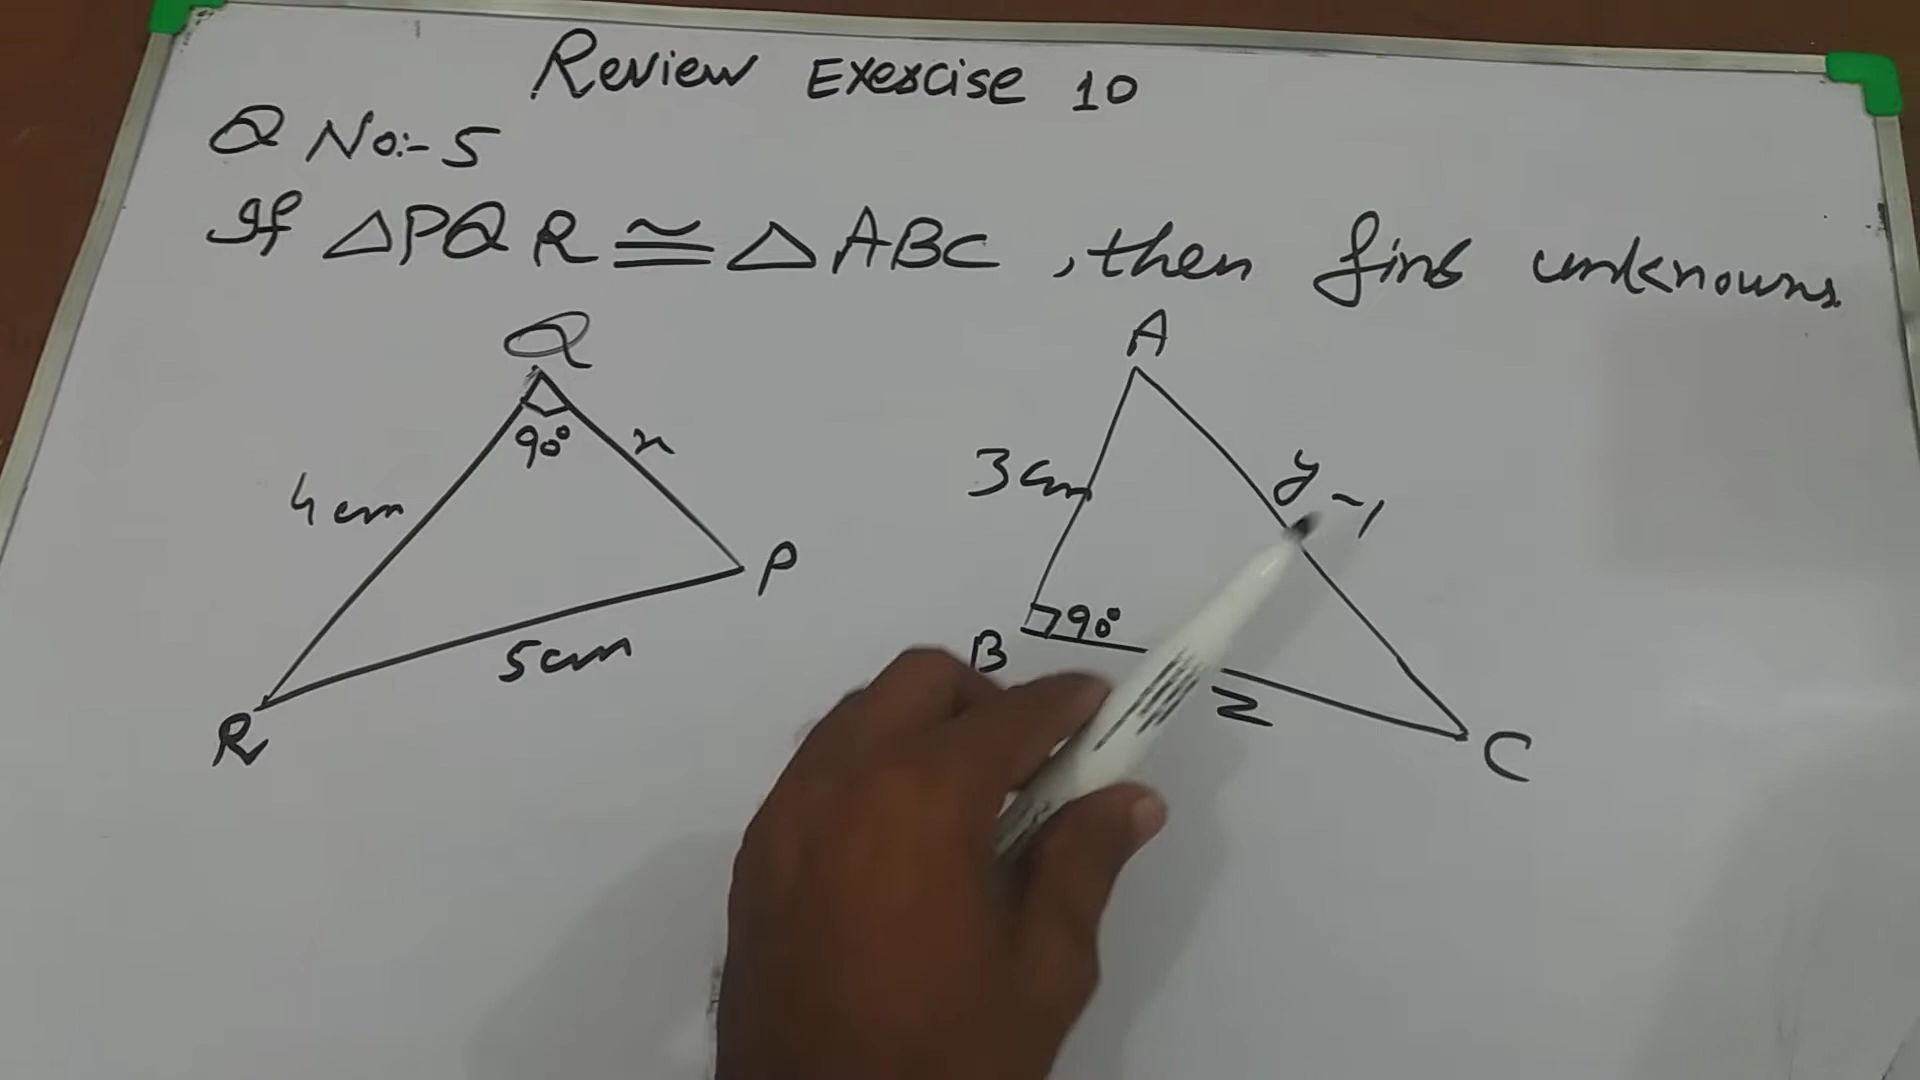 Review Exercise 10
Q No:- 5
If △PQR ≅ △ABC, then find unknowns.
Q
A
90°
x
4cm
3cm
y-1
P
5cm
B
90°
Z
R
C